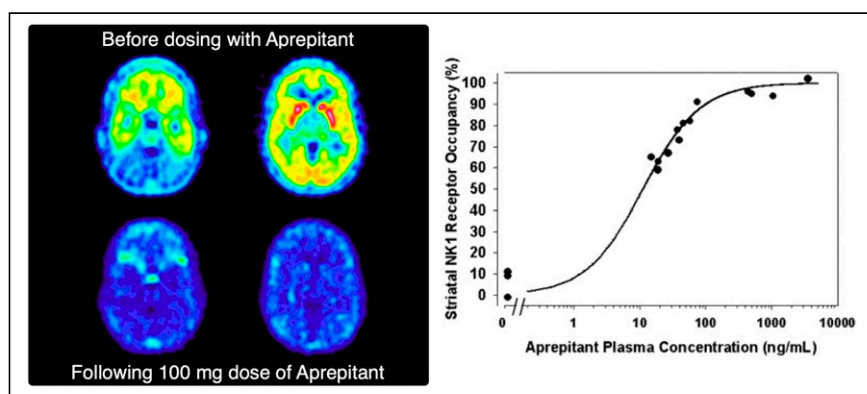 Before dosing with Aprepitant
Following 100 mg dose of Aprepitant
Striatal NK1 Receptor Occupancy (%)
100
90
80
70
60
50
40
30
20
10
0
0 1 10 100 1000 10000
Aprepitant Plasma Concentration (ng/mL)